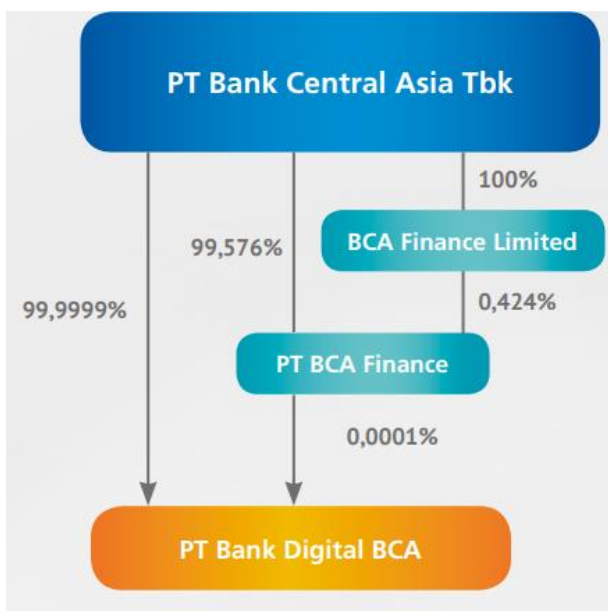 PT Bank Central Asia Tbk
100%
BCA Finance Limited
99,576%
0,424%
99,9999%
PT BCA Finance
0,0001%
PT Bank Digital BCA